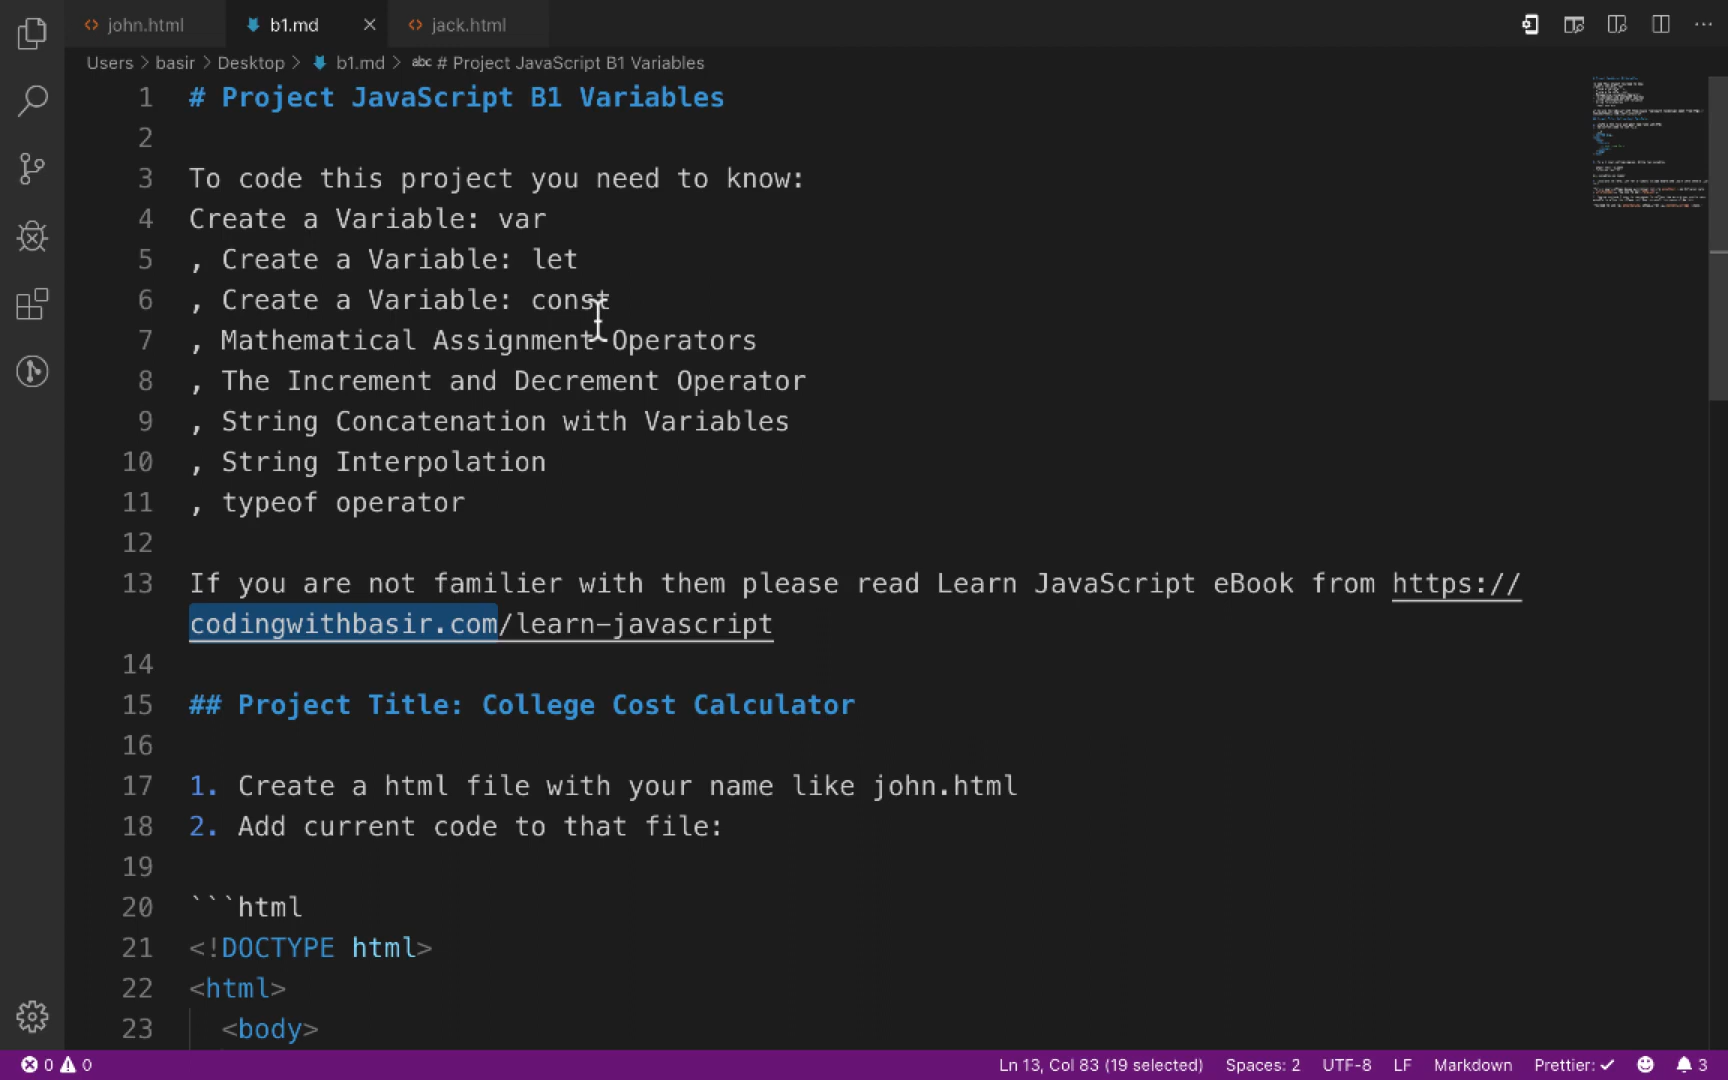 john.html
b1.md
jack.html
Users > basir > Desktop > b1.md > abc # Project JavaScript B1 Variables
1 # Project JavaScript B1 Variables
2
3 To code this project you need to know:
4 Create a Variable: var
5 , Create a Variable: let
6 , Create a Variable: const
7 , Mathematical Assignment Operators
8 , The Increment and Decrement Operator
9 , String Concatenation with Variables
10 , String Interpolation
11 , typeof operator
12
13 If you are not familier with them please read Learn JavaScript eBook from https://
codingwithbasir.com/learn-javascript
14
15 ## Project Title: College Cost Calculator
16
17 1. Create a html file with your name like john.html
18 2. Add current code to that file:
19
20 ```html
21 <!DOCTYPE html>
22 <html>
23 <body>
0 0 Ln 13, Col 83 (19 selected) Spaces: 2 UTF-8 LF Markdown Prettier: ✓ 3